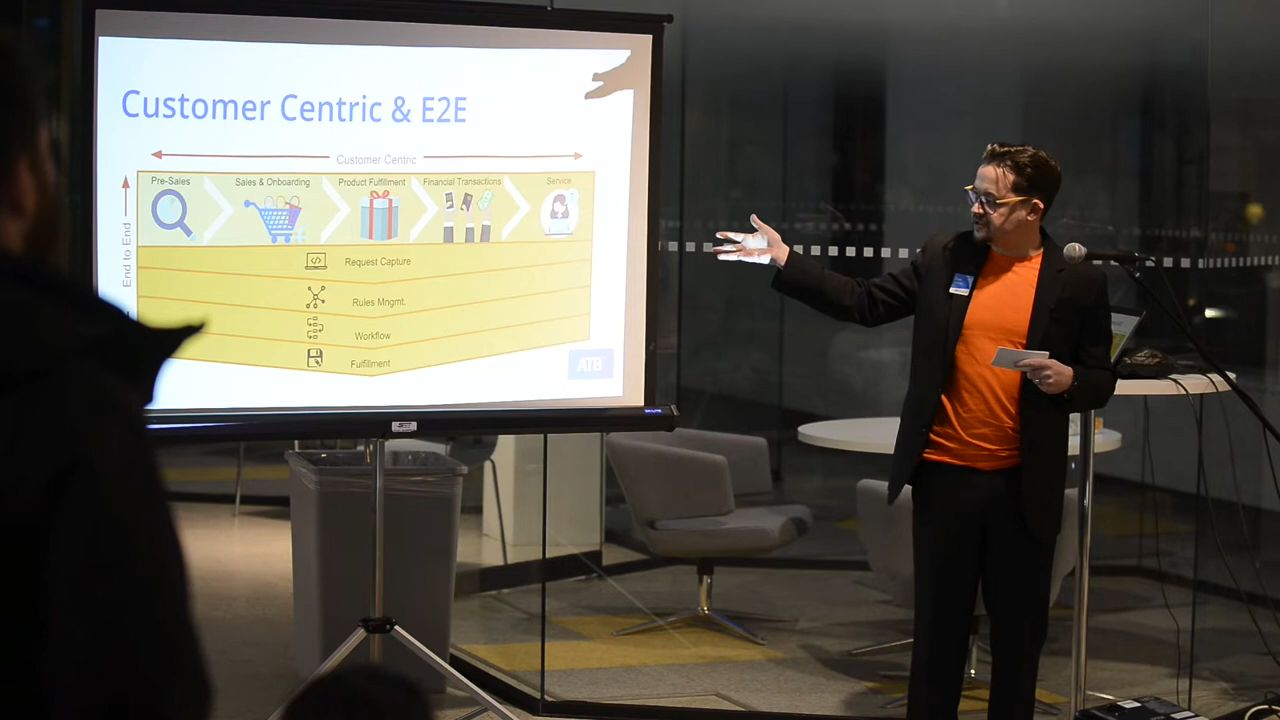 Customer Centric & E2E
Customer Centric
End to End
Pre-Sales
Sales & Onboarding
Product Fulfillment
Financial Transactions
Service
Request Capture
Rules Mngmt.
Workflow
Fulfillment
ATB